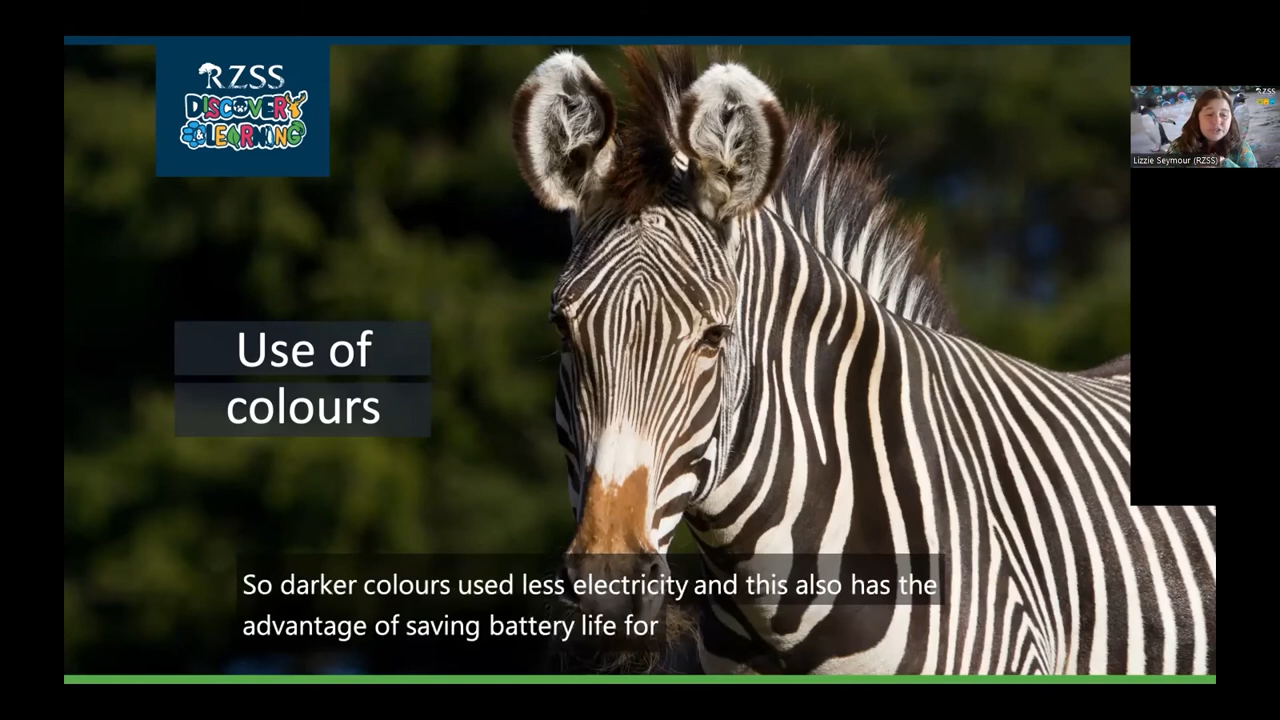 RZSS
DISCOVERY
& LEARNING
RZSS
Lizzie Seymour (RZSS)
Use of
colours
So darker colours used less electricity and this also has the
advantage of saving battery life for